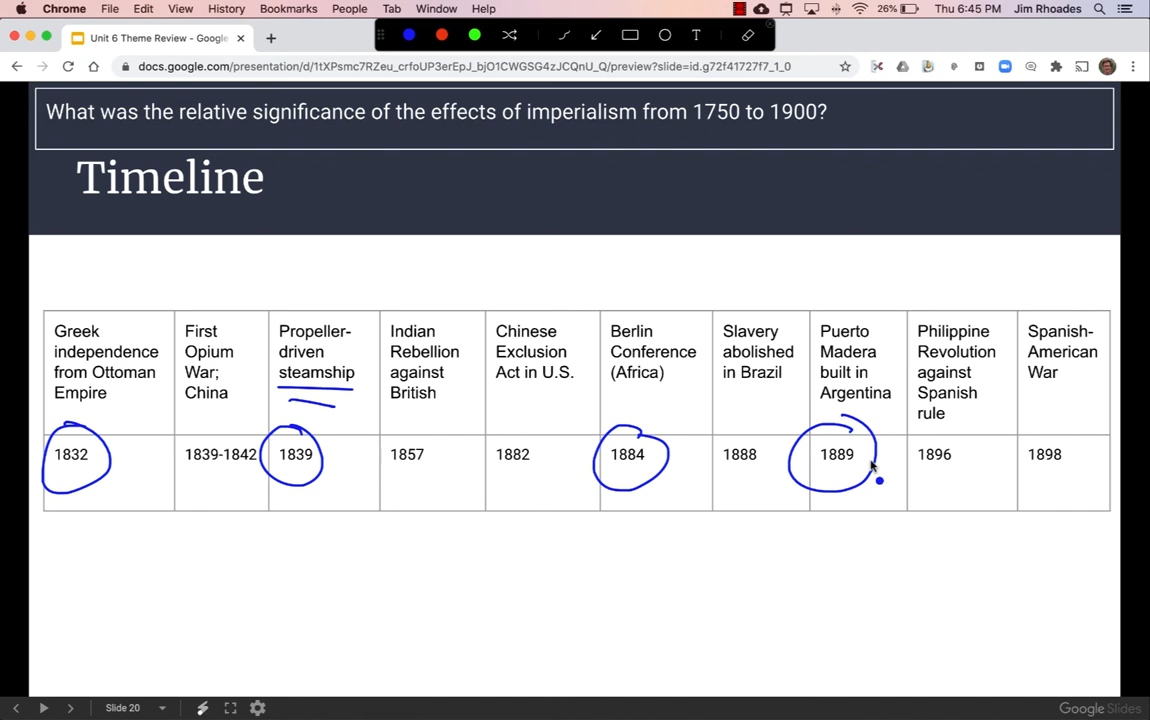 Chrome File Edit View History Bookmarks People Tab Window Help 26% Thu 6:45 PM Jim Rhoades
Unit 6 Theme Review - Google
T
docs.google.com/presentation/d/1tXPsmc7RZeu_crfoUP3erEpJ_bjO1CWGSG4zJCQnU_Q/preview?slide=id.g72f41727f7_1_0
What was the relative significance of the effects of imperialism from 1750 to 1900?
Timeline
Greek
independence
from Ottoman
Empire
First
Opium
War;
China
Propeller-
driven
steamship
Indian
Rebellion
against
British
Chinese
Exclusion
Act in U.S.
Berlin
Conference
(Africa)
Slavery
abolished
in Brazil
Puerto
Madera
built in
Argentina
Philippine
Revolution
against
Spanish
rule
Spanish-
American
War
1832 1839-1842 1839 1857 1882 1884 1888 1889 1896 1898
Slide 20
Google Slides